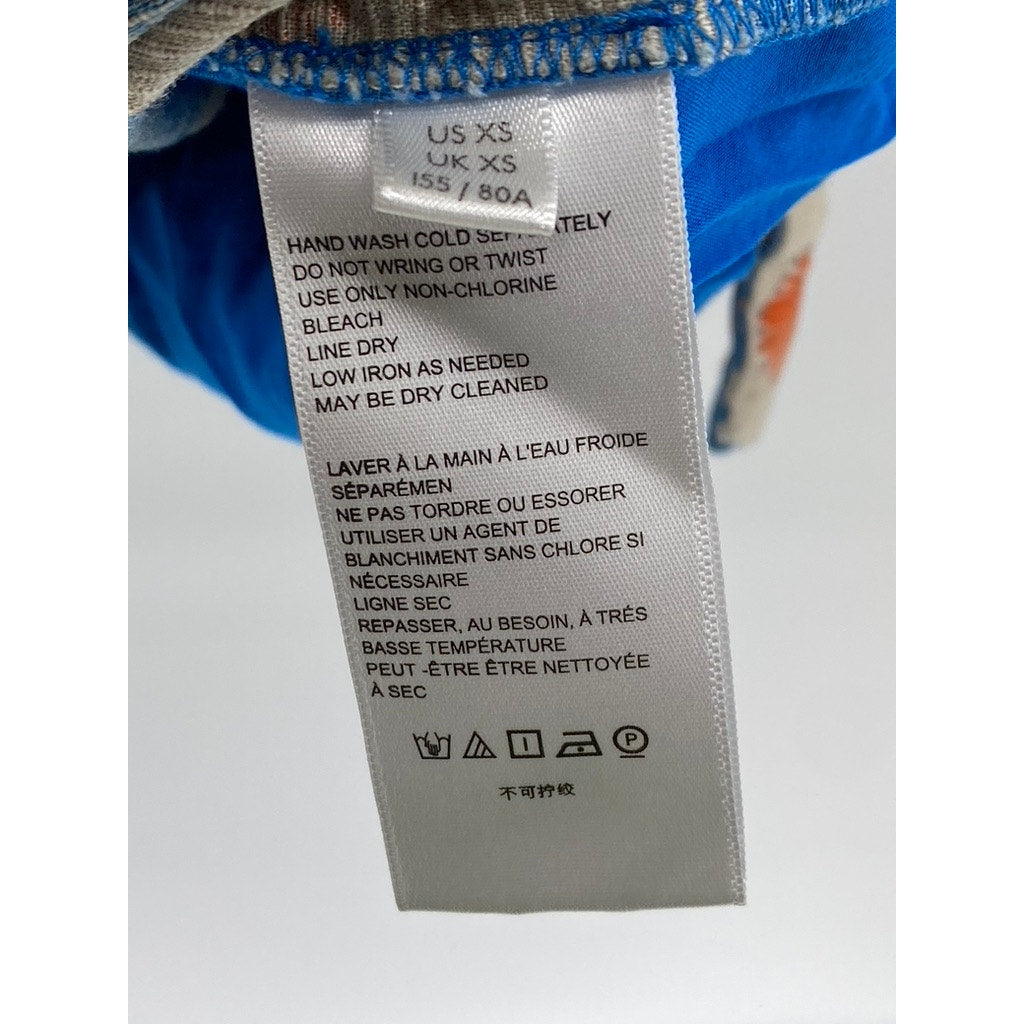 US XS
UK XS
155 / 80A
HAND WASH COLD
DO NOT WRING OR TWIST
USE ONLY NON-CHLORINE
BLEACH
LINE DRY
LOW IRON AS NEEDED
MAY BE DRY CLEANED
LAVER À LA MAIN À L'EAU FROIDE
SÉPARÉMEN
NE PAS TORDRE OU ESSORER
UTILISER UN AGENT DE
BLANCHIMENT SANS CHLORE SI
NÉCESSAIRE
LIGNE SEC
REPASSER, AU BESOIN, À TRÉS
BASSE TEMPÉRATURE
PEUT -ÊTRE ÊTRE NETTOYÉE
À SEC
P
不可拧绞